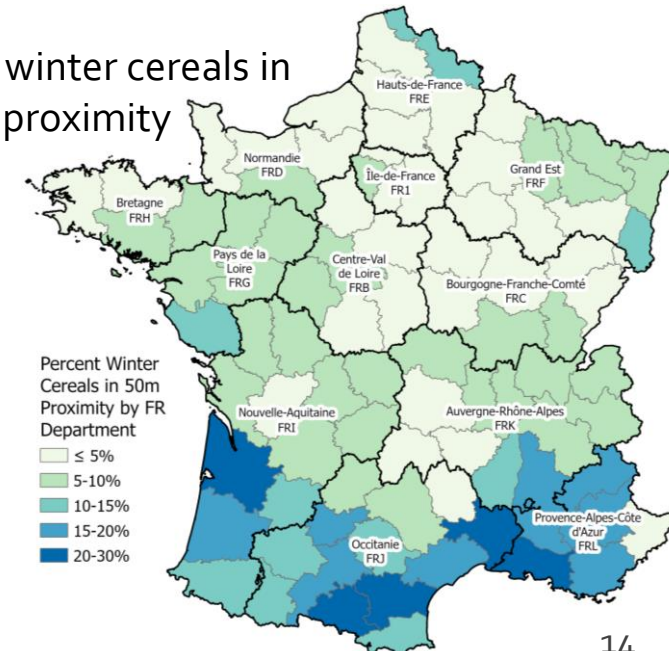 winter cereals in
proximity
Hauts-de-France
FRE
Normandie
FRD
Île-de-France
FR1
Grand Est
FRF
Bretagne
FRH
Pays de la
Loire
FRG
Centre-Val
de Loire
FRB
Bourgogne-Franche-Comté
FRC
Percent Winter
Cereals in 50m
Proximity by FR
Department
≤ 5%
5-10%
10-15%
15-20%
20-30%
Nouvelle-Aquitaine
FRI
Auvergne-Rhône-Alpes
FRK
Occitanie
FRJ
Provence-Alpes-Côte
d'Azur
FRL
14